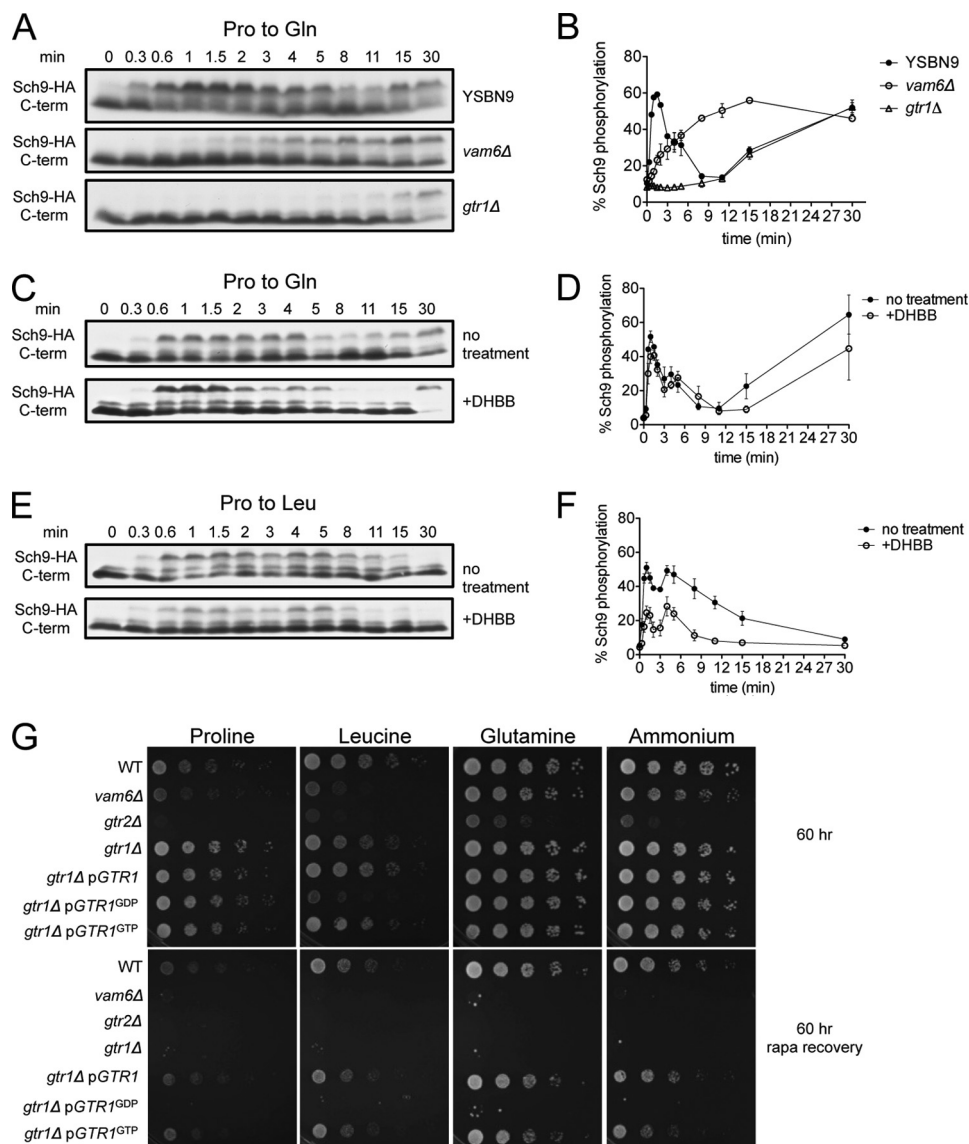 A
Pro to Gln
min 0 0.3 0.6 1 1.5 2 3 4 5 8 11 15 30
Sch9-HA
C-term
YSBN9
Sch9-HA
C-term
vam6Δ
Sch9-HA
C-term
gtr1Δ
B
% Sch9 phosphorylation
80
60
40
20
0
0 3 6 9 12 15 18 21 24 27 30
time (min)
YSBN9
vam6Δ
gtr1Δ
C
Pro to Gln
min 0 0.3 0.6 1 1.5 2 3 4 5 8 11 15 30
Sch9-HA
C-term
no
treatment
Sch9-HA
C-term
+DHBB
D
% Sch9 phosphorylation
80
60
40
20
0
0 3 6 9 12 15 18 21 24 27 30
time (min)
no treatment
+DHBB
E
Pro to Leu
min 0 0.3 0.6 1 1.5 2 3 4 5 8 11 15 30
Sch9-HA
C-term
no
treatment
Sch9-HA
C-term
+DHBB
F
% Sch9 phosphorylation
80
60
40
20
0
0 3 6 9 12 15 18 21 24 27 30
time (min)
no treatment
+DHBB
G
Proline Leucine Glutamine Ammonium
WT
vam6Δ
gtr2Δ
gtr1Δ
gtr1Δ pGTR1
gtr1Δ pGTR1GDP
gtr1Δ pGTR1GTP
60 hr
WT
vam6Δ
gtr2Δ
gtr1Δ
gtr1Δ pGTR1
gtr1Δ pGTR1GDP
gtr1Δ pGTR1GTP
60 hr
rapa recovery